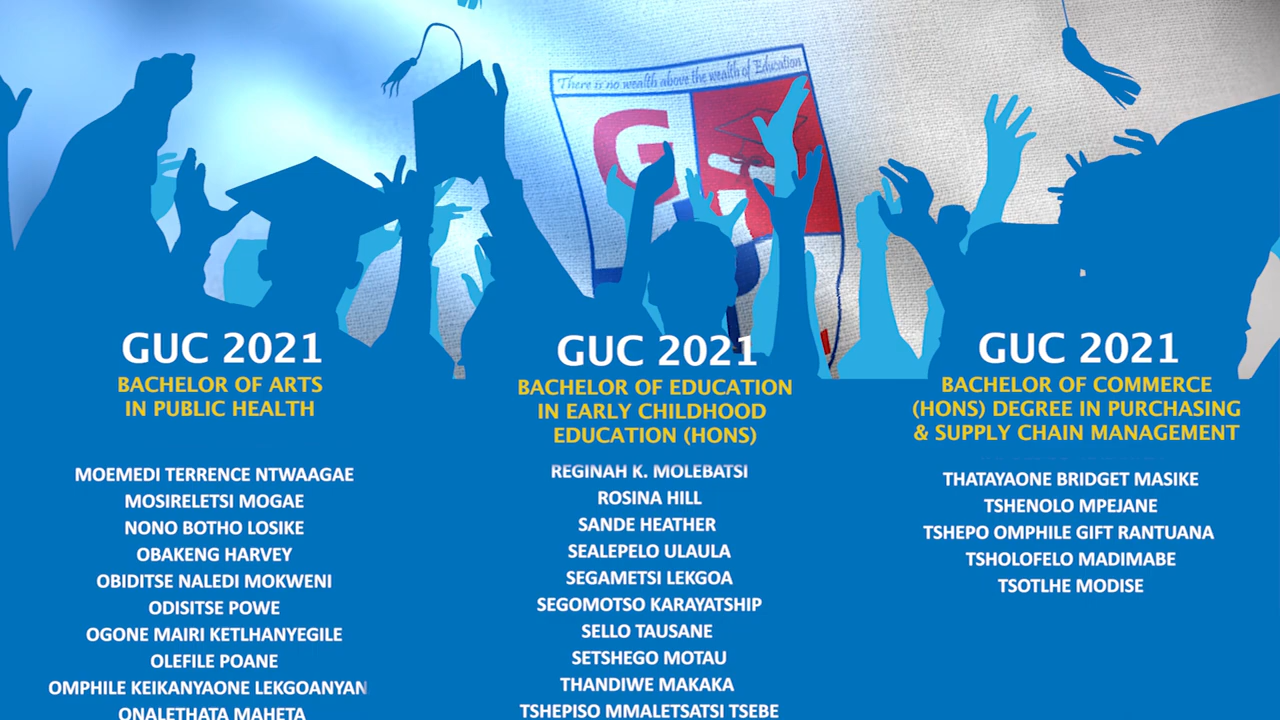 There is no wealth above the wealth of Education
G
GUC 2021
BACHELOR OF ARTS
IN PUBLIC HEALTH
MOEMEDI TERRENCE NTWAAGAE
MOSIRELETSI MOGAE
NONO BOTHO LOSIKE
OBAKENG HARVEY
OBIDITSE NALEDI MOKWENI
ODISITSE POWE
OGONE MAIRI KETLHANYEGILE
OLEFILE POANE
OMPHILE KEIKANYAONE LEKGOANYAN
ONALETHATA MAHETA
GUC 2021
BACHELOR OF EDUCATION
IN EARLY CHILDHOOD
EDUCATION (HONS)
REGINAH K. MOLEBATSI
ROSINA HILL
SANDE HEATHER
SEALEPELO ULAULA
SEGAMETSI LEKGOA
SEGOMOTSO KARAYATSHIP
SELLO TAUSANE
SETSHEGO MOTAU
THANDIWE MAKAKA
TSHEPISO MMALETSATSI TSEBE
GUC 2021
BACHELOR OF COMMERCE
(HONS) DEGREE IN PURCHASING
& SUPPLY CHAIN MANAGEMENT
THATAYAONE BRIDGET MASIKE
TSHENOLO MPEJANE
TSHEPO OMPHILE GIFT RANTUANA
TSHOLOFELO MADIMABE
TSOTLHE MODISE